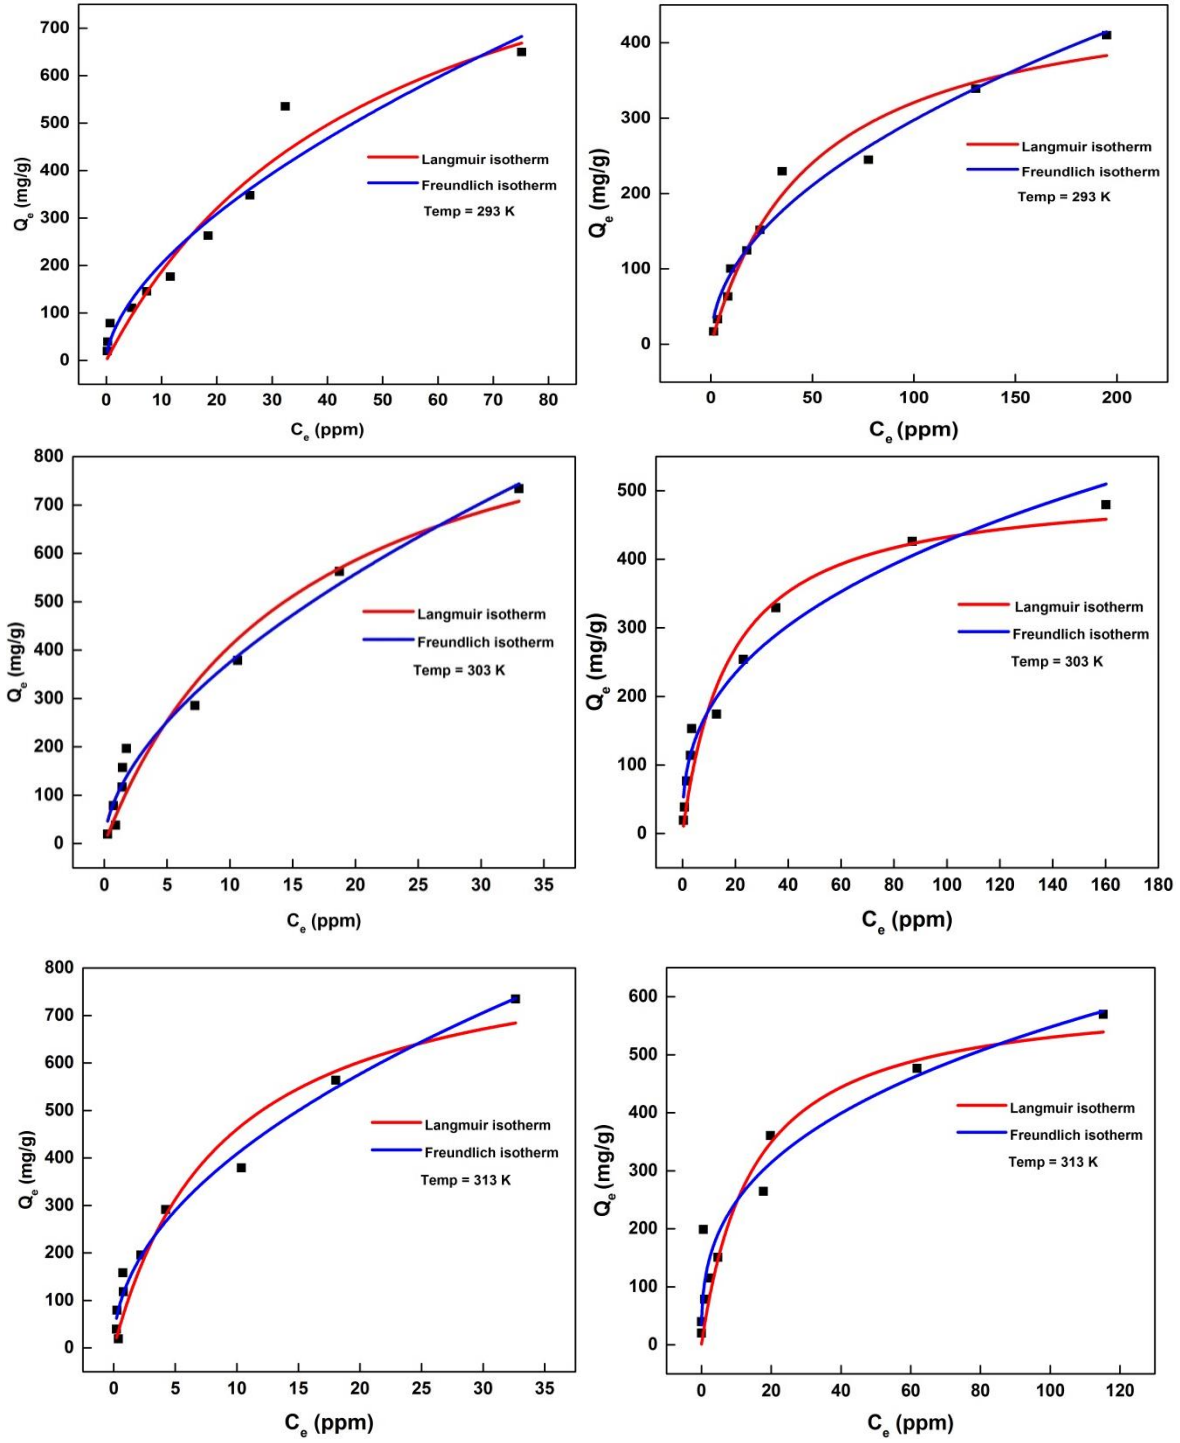 700
600
500
400
300
200
100
0
Qe (mg/g)
Langmuir isotherm
Freundlich isotherm
Temp = 293 K
0 10 20 30 40 50 60 70 80
Ce (ppm)
400
300
200
100
0
Qe (mg/g)
Langmuir isotherm
Freundlich isotherm
Temp = 293 K
0 50 100 150 200
Ce (ppm)
800
700
600
500
400
300
200
100
0
Qe (mg/g)
Langmuir isotherm
Freundlich isotherm
Temp = 303 K
0 5 10 15 20 25 30 35
Ce (ppm)
500
400
300
200
100
0
Qe (mg/g)
Langmuir isotherm
Freundlich isotherm
Temp = 303 K
0 20 40 60 80 100 120 140 160 180
Ce (ppm)
800
700
600
500
400
300
200
100
0
Qe (mg/g)
Langmuir isotherm
Freundlich isotherm
Temp = 313 K
0 5 10 15 20 25 30 35
Ce (ppm)
600
500
400
300
200
100
0
Qe (mg/g)
Langmuir isotherm
Freundlich isotherm
Temp = 313 K
0 20 40 60 80 100 120
Ce (ppm)